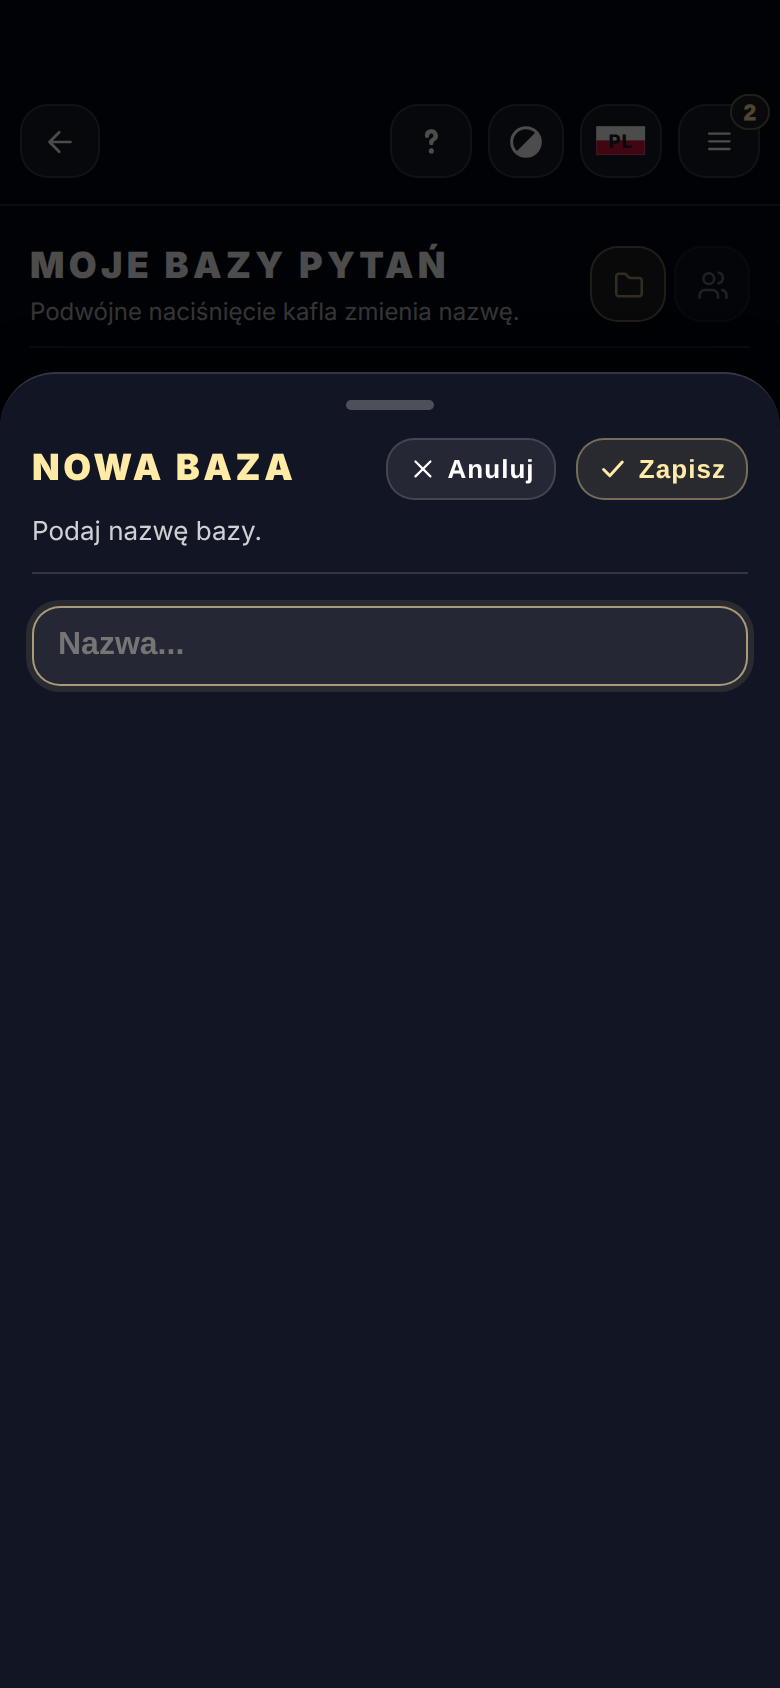 ?
PL
2
MOJE BAZY PYTAŃ
Podwójne naciśnięcie kafla zmienia nazwę.
NOWA BAZA
Anuluj
Zapisz
Podaj nazwę bazy.
Nazwa...